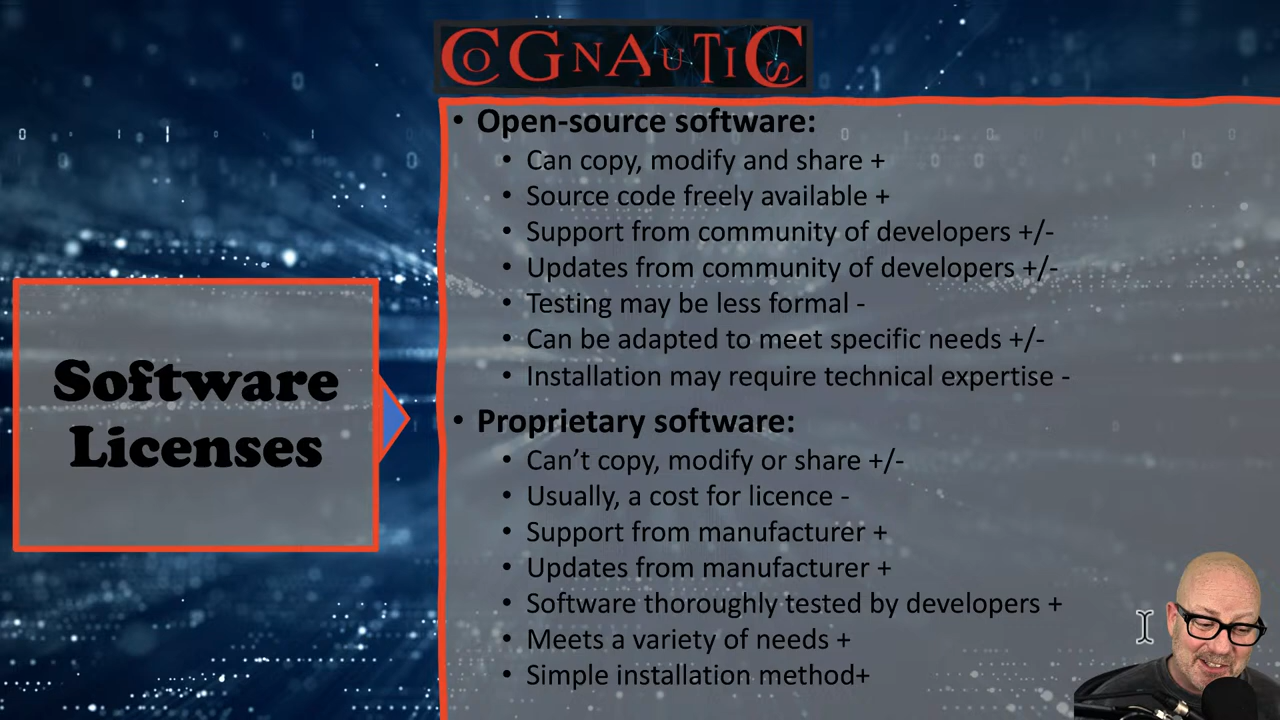 COGNAUTICS
Software
Licenses
• Open-source software:
• Can copy, modify and share +
• Source code freely available +
• Support from community of developers +/-
• Updates from community of developers +/-
• Testing may be less formal -
• Can be adapted to meet specific needs +/-
• Installation may require technical expertise -
• Proprietary software:
• Can’t copy, modify or share +/-
• Usually, a cost for licence -
• Support from manufacturer +
• Updates from manufacturer +
• Software thoroughly tested by developers +
• Meets a variety of needs +
• Simple installation method+